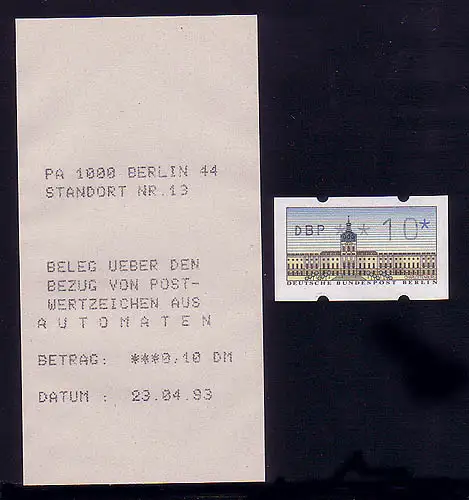 PA 1000 BERLIN 44
STANDORT NR.13
BELEG UEBER DEN
BEZUG VON POST-
WERTZEICHEN AUS
AUTOMATEN
BETRAG: ***0,10 DM
DATUM : 23.04.93
DBP ** 10*
DEUTSCHE BUNDESPOST BERLIN